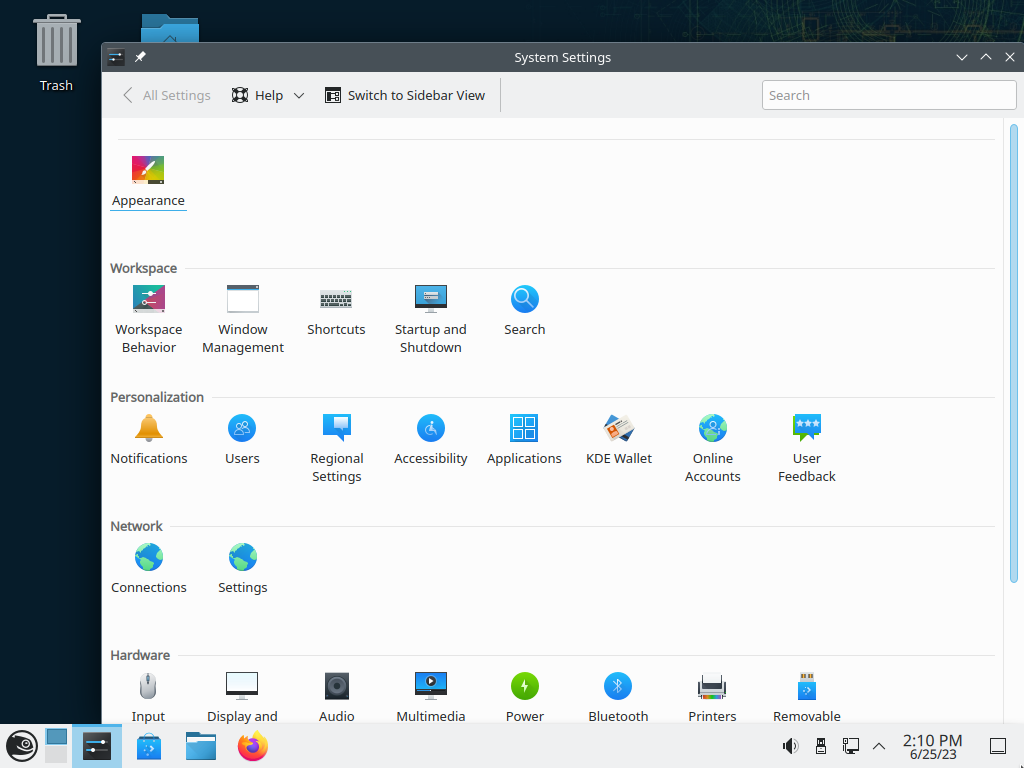 Trash
System Settings
All Settings
Help
Switch to Sidebar View
Search
Appearance
Workspace
Workspace
Behavior
Window
Management
Shortcuts
Startup and
Shutdown
Search
Personalization
Notifications
Users
Regional
Settings
Accessibility
Applications
KDE Wallet
Online
Accounts
User
Feedback
Network
Connections
Settings
Hardware
Input
Display and
Audio
Multimedia
Power
Bluetooth
Printers
Removable
2:10 PM
6/25/23